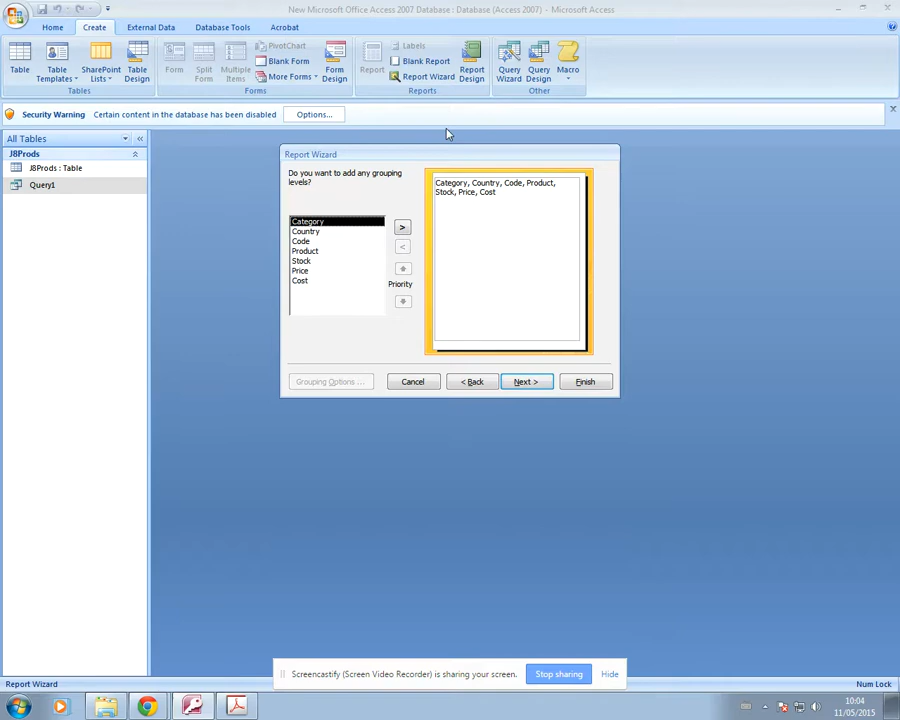 New Microsoft Office Access 2007 Database : Database (Access 2007) - Microsoft Access
Home Create External Data Database Tools Acrobat
Table
Table Templates
SharePoint Lists
Table Design
Tables
Form
Split Form
Multiple Items
PivotChart
Blank Form
More Forms
Form Design
Forms
Report
Labels
Blank Report
Report Wizard
Report Design
Reports
Query Wizard
Query Design
Macro
Other
Security Warning Certain content in the database has been disabled Options...
All Tables
J8Prods
J8Prods : Table
Query1
Report Wizard
Do you want to add any grouping
levels?
Category
Country
Code
Product
Stock
Price
Cost
>
<
Priority
Category, Country, Code, Product,
Stock, Price, Cost
Grouping Options ... Cancel < Back Next > Finish
Screencastify (Screen Video Recorder) is sharing your screen. Stop sharing Hide
Report Wizard Num Lock
10:04
11/05/2015